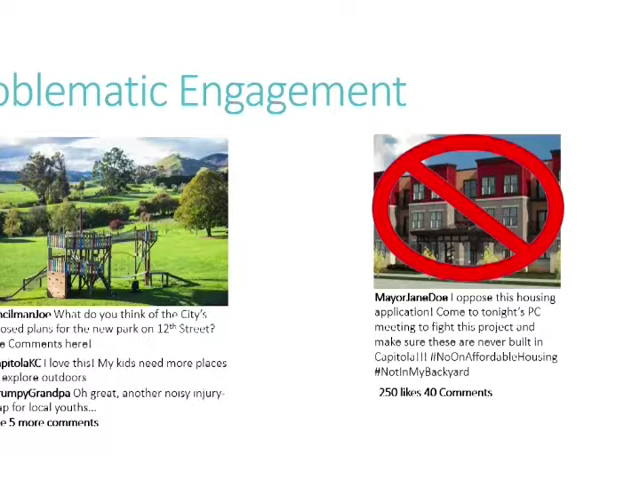 oblematic Engagement
ncilmanJoe What do you think of the City's
osed plans for the new park on 12th Street?
e Comments here!
apitolaKC I love this! My kids need more places
explore outdoors
rumpyGrandpa Oh great, another noisy injury-
ap for local youths...
e 5 more comments
MayorJaneDoe I oppose this housing
application! Come to tonight's PC
meeting to fight this project and
make sure these are never built in
Capitola!!! #NoOnAffordableHousing
#NotInMyBackyard
250 likes 40 Comments